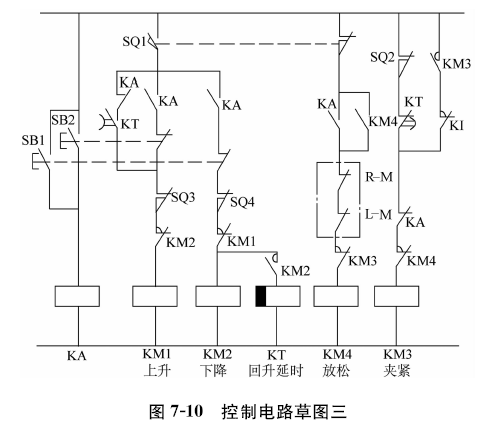 SQ1
SQ2
KM3
KA
KA
KA
KA
KT
KM4
KT
KI
SB2
SB1
R-M
SQ3
SQ4
L-M
KA
KM2
KM1
KM2
KM3
KM4
KA
KM1
KM2
KT
KM4
KM3
上升
下降
回升延时
放松
夹紧
图 7-10 控制电路草图三